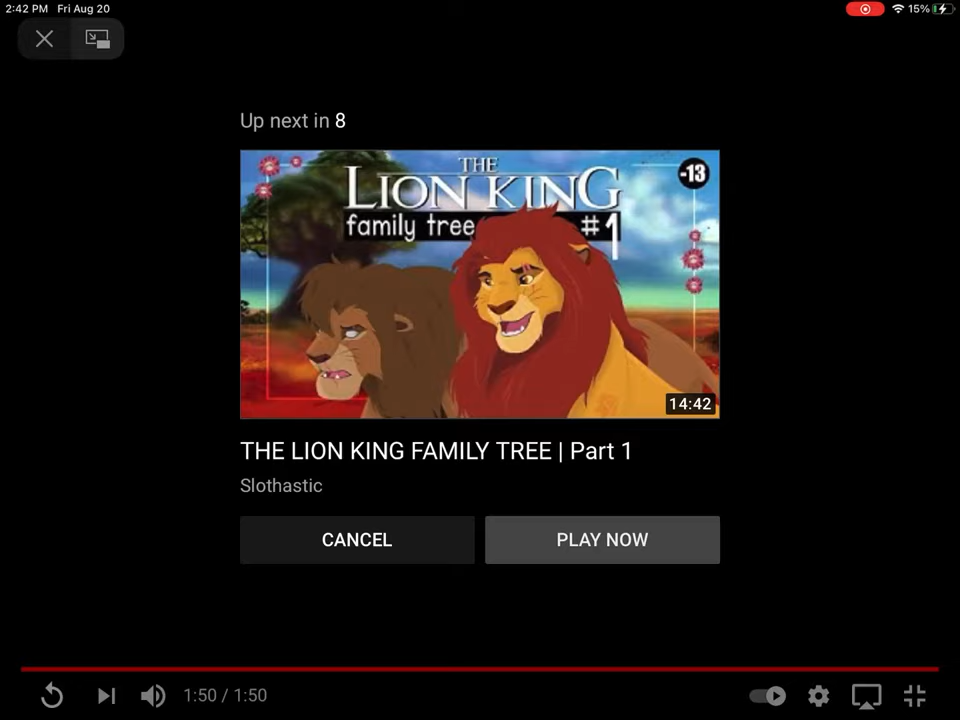 2:42 PM Fri Aug 20
15%
Up next in 8
THE
LION KING
family tree #1
-13
14:42
THE LION KING FAMILY TREE | Part 1
Slothastic
CANCEL
PLAY NOW
1:50 / 1:50